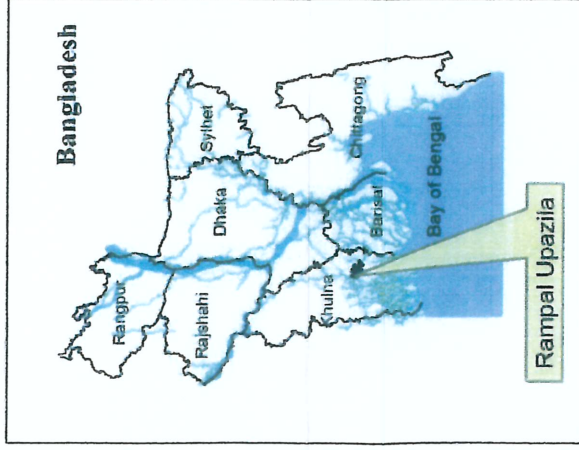 Bangladesh
Rangpur
Sylhet
Rajshahi
Dhaka
Khulna
Barisal
Chittagong
Bay of Bengal
Rampal Upazila